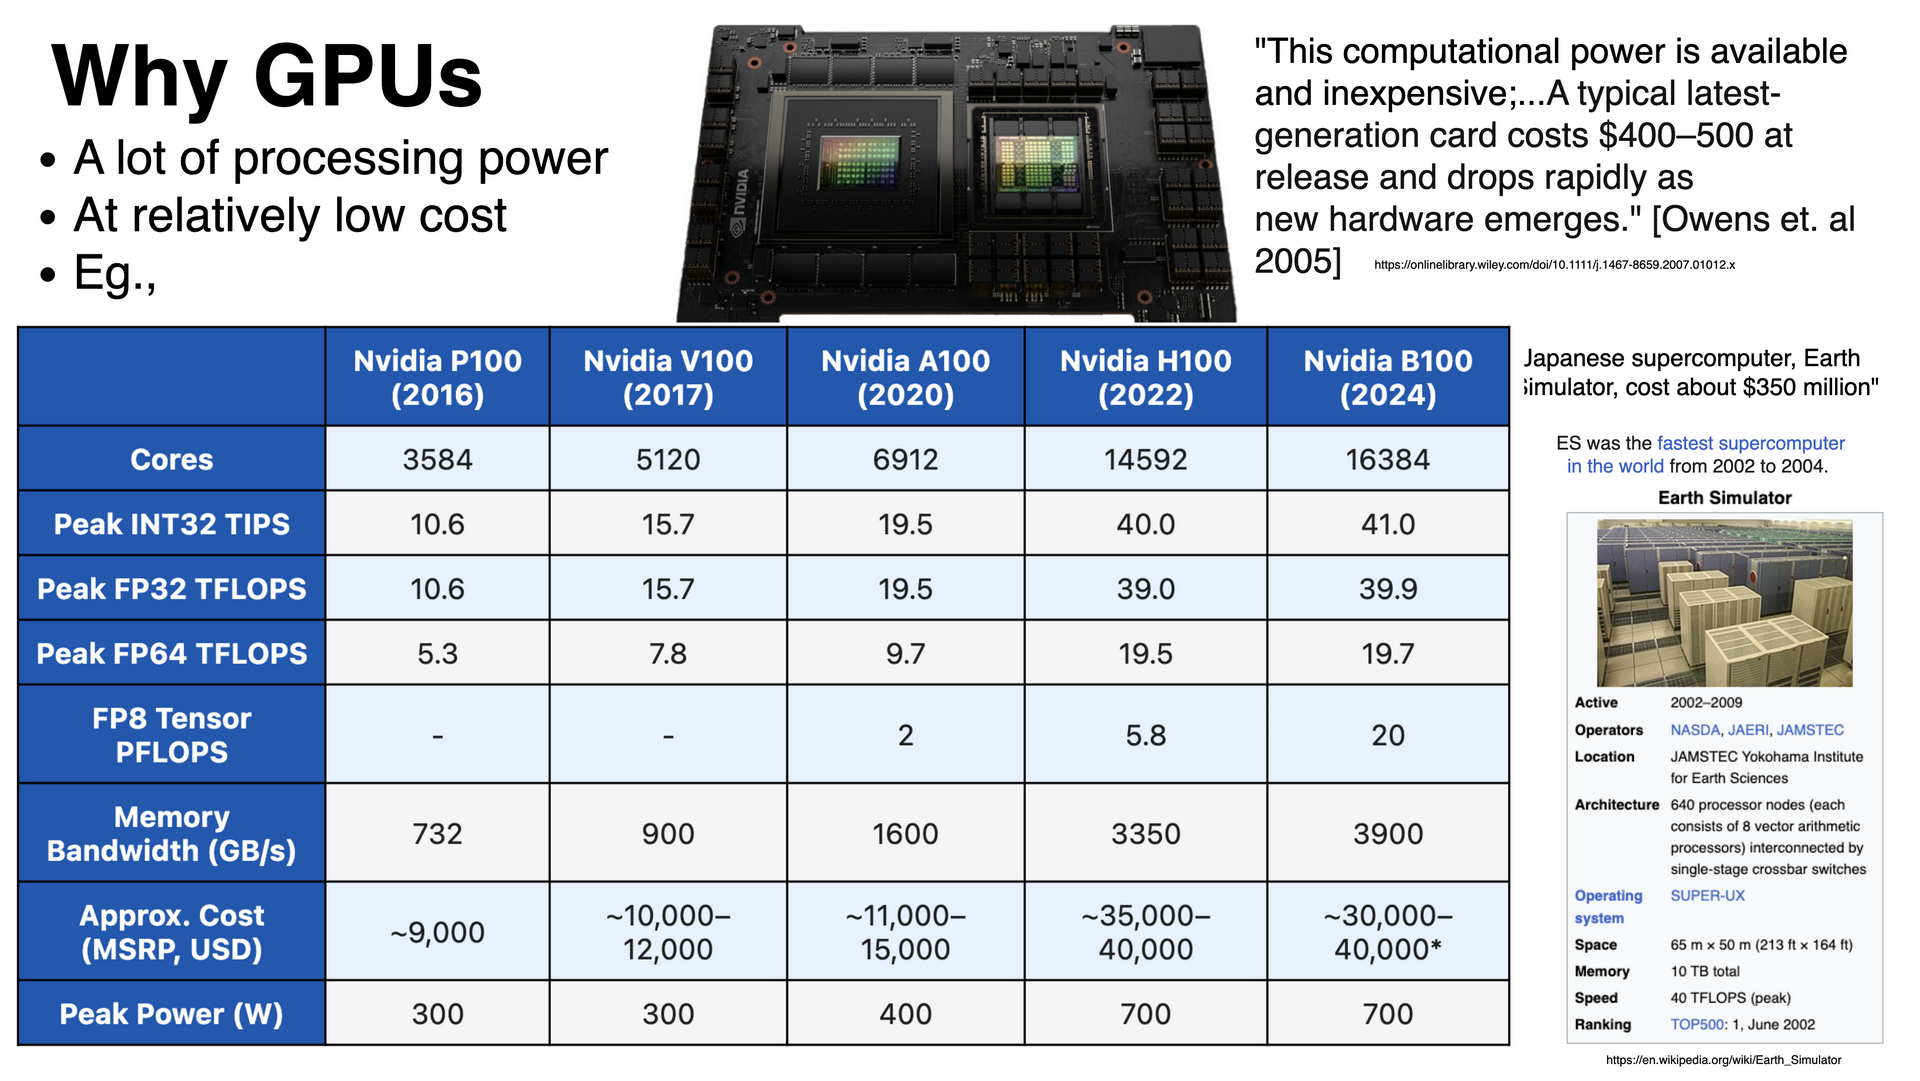 Why GPUs
• A lot of processing power
• At relatively low cost
• Eg.,
NVIDIA
"This computational power is available
and inexpensive;...A typical latest-
generation card costs $400–500 at
release and drops rapidly as
new hardware emerges." [Owens et. al
2005] https://onlinelibrary.wiley.com/doi/10.1111/j.1467-8659.2007.01012.x
Nvidia P100 (2016) Nvidia V100 (2017) Nvidia A100 (2020) Nvidia H100 (2022) Nvidia B100 (2024)
Cores 3584 5120 6912 14592 16384
Peak INT32 TIPS 10.6 15.7 19.5 40.0 41.0
Peak FP32 TFLOPS 10.6 15.7 19.5 39.0 39.9
Peak FP64 TFLOPS 5.3 7.8 9.7 19.5 19.7
FP8 Tensor PFLOPS - - 2 5.8 20
Memory Bandwidth (GB/s) 732 900 1600 3350 3900
Approx. Cost (MSRP, USD) ~9,000 ~10,000–12,000 ~11,000–15,000 ~35,000–40,000 ~30,000–40,000*
Peak Power (W) 300 300 400 700 700
Japanese supercomputer, Earth
Simulator, cost about $350 million"
ES was the fastest supercomputer
in the world from 2002 to 2004.
Earth Simulator
Active 2002–2009
Operators NASDA, JAERI, JAMSTEC
Location JAMSTEC Yokohama Institute
for Earth Sciences
Architecture 640 processor nodes (each
consists of 8 vector arithmetic
processors) interconnected by
single-stage crossbar switches
Operating SUPER-UX
system
Space 65 m × 50 m (213 ft × 164 ft)
Memory 10 TB total
Speed 40 TFLOPS (peak)
Ranking TOP500: 1, June 2002
https://en.wikipedia.org/wiki/Earth_Simulator